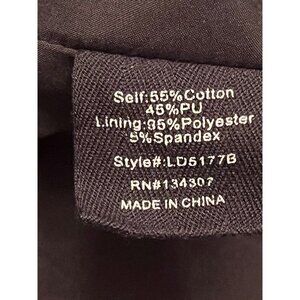 Self:55%Cotton
45%PU
Lining:95%Polyester
5%Spandex
Style#:LD5177B
RN#134307
MADE IN CHINA